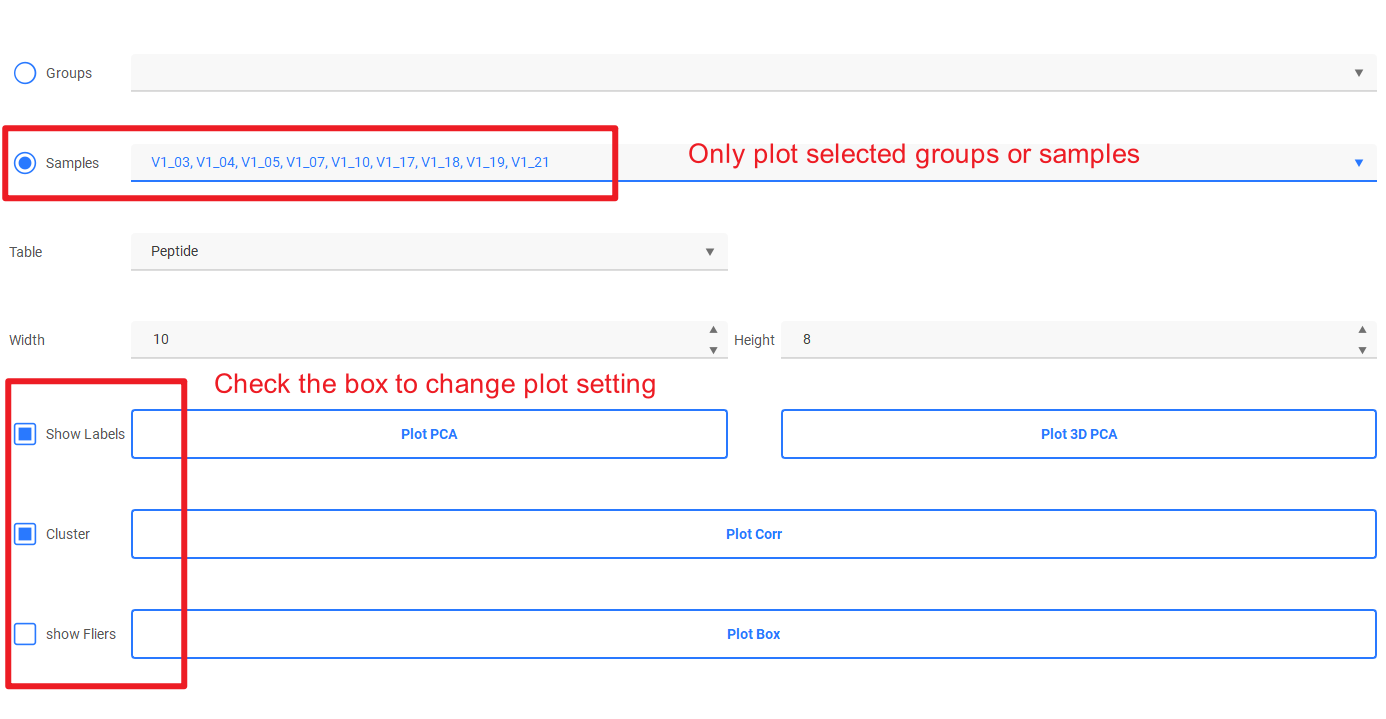 Groups
Samples V1_03, V1_04, V1_05, V1_07, V1_10, V1_17, V1_18, V1_19, V1_21 Only plot selected groups or samples
Table Peptide
Width 10 Height 8
Check the box to change plot setting
Show Labels Plot PCA Plot 3D PCA
Cluster Plot Corr
show Fliers Plot Box